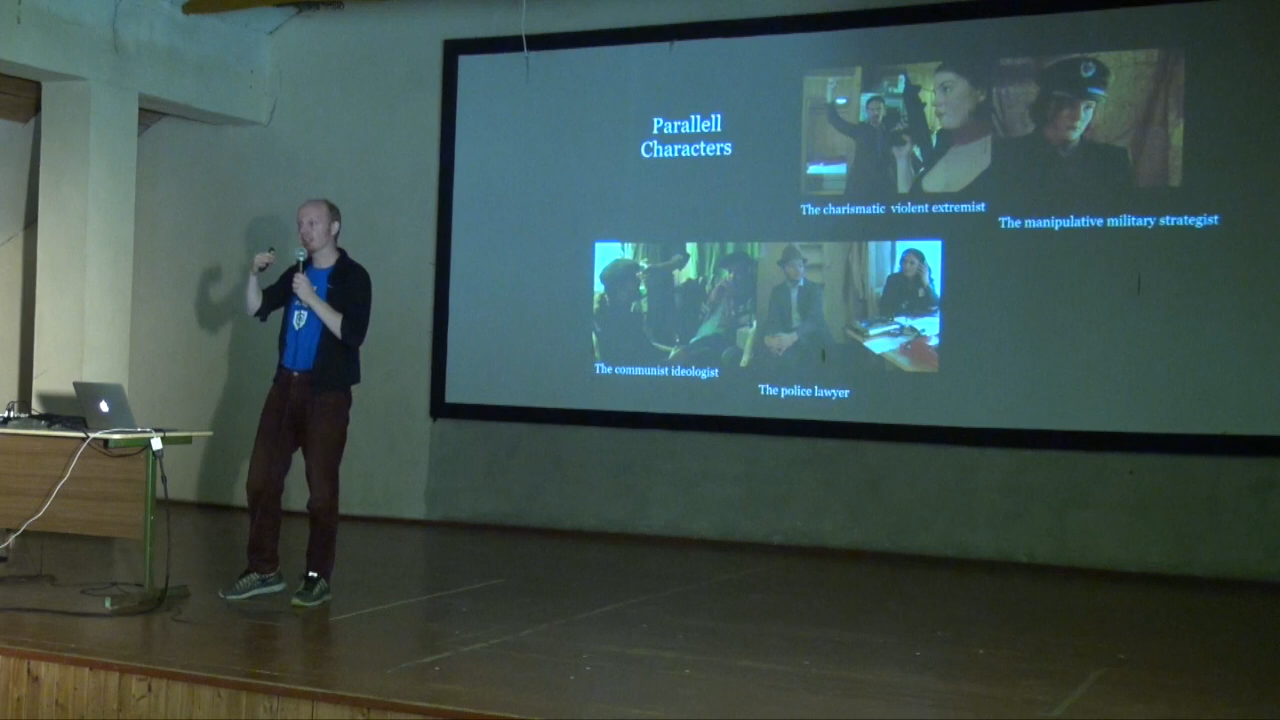 Parallell
Characters
The charismatic violent extremist
The manipulative military strategist
The communist ideologist
The police lawyer